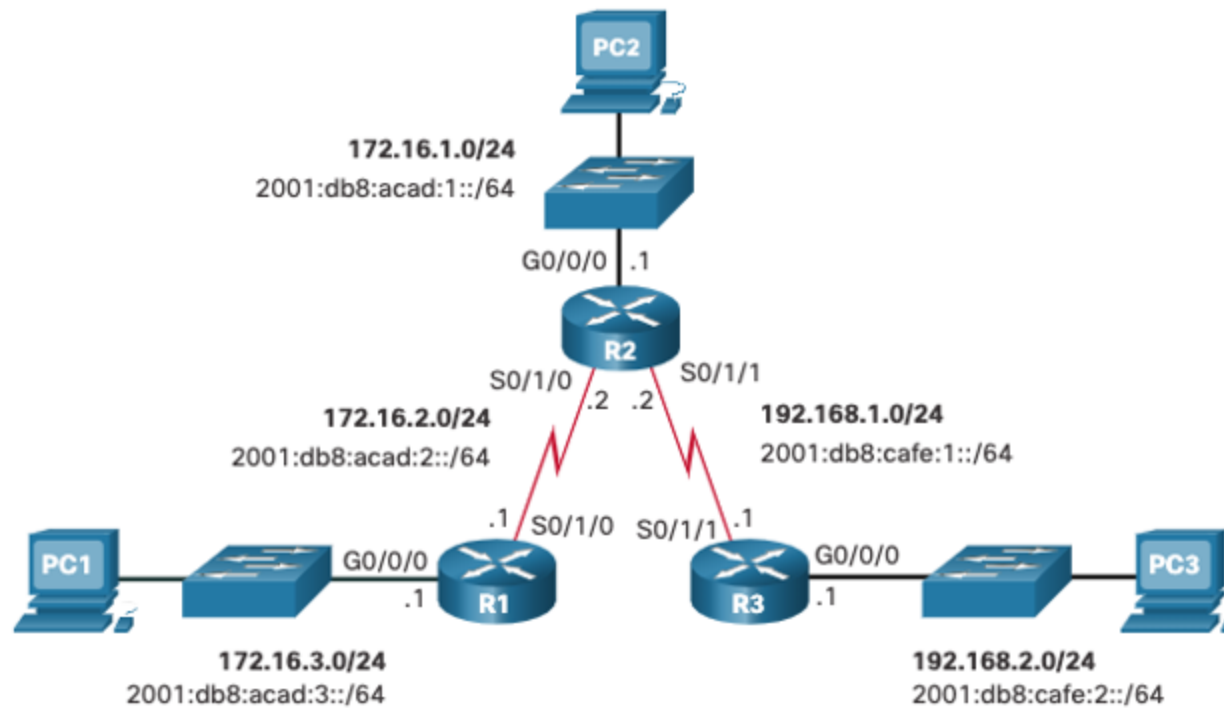 PC2
172.16.1.0/24
2001:db8:acad:1::/64
G0/0/0 .1
R2
S0/1/0 S0/1/1
.2 .2
172.16.2.0/24
2001:db8:acad:2::/64
192.168.1.0/24
2001:db8:cafe:1::/64
.1 S0/1/0
S0/1/1 .1
PC1
G0/0/0
.1
R1
R3
G0/0/0
.1
PC3
172.16.3.0/24
2001:db8:acad:3::/64
192.168.2.0/24
2001:db8:cafe:2::/64